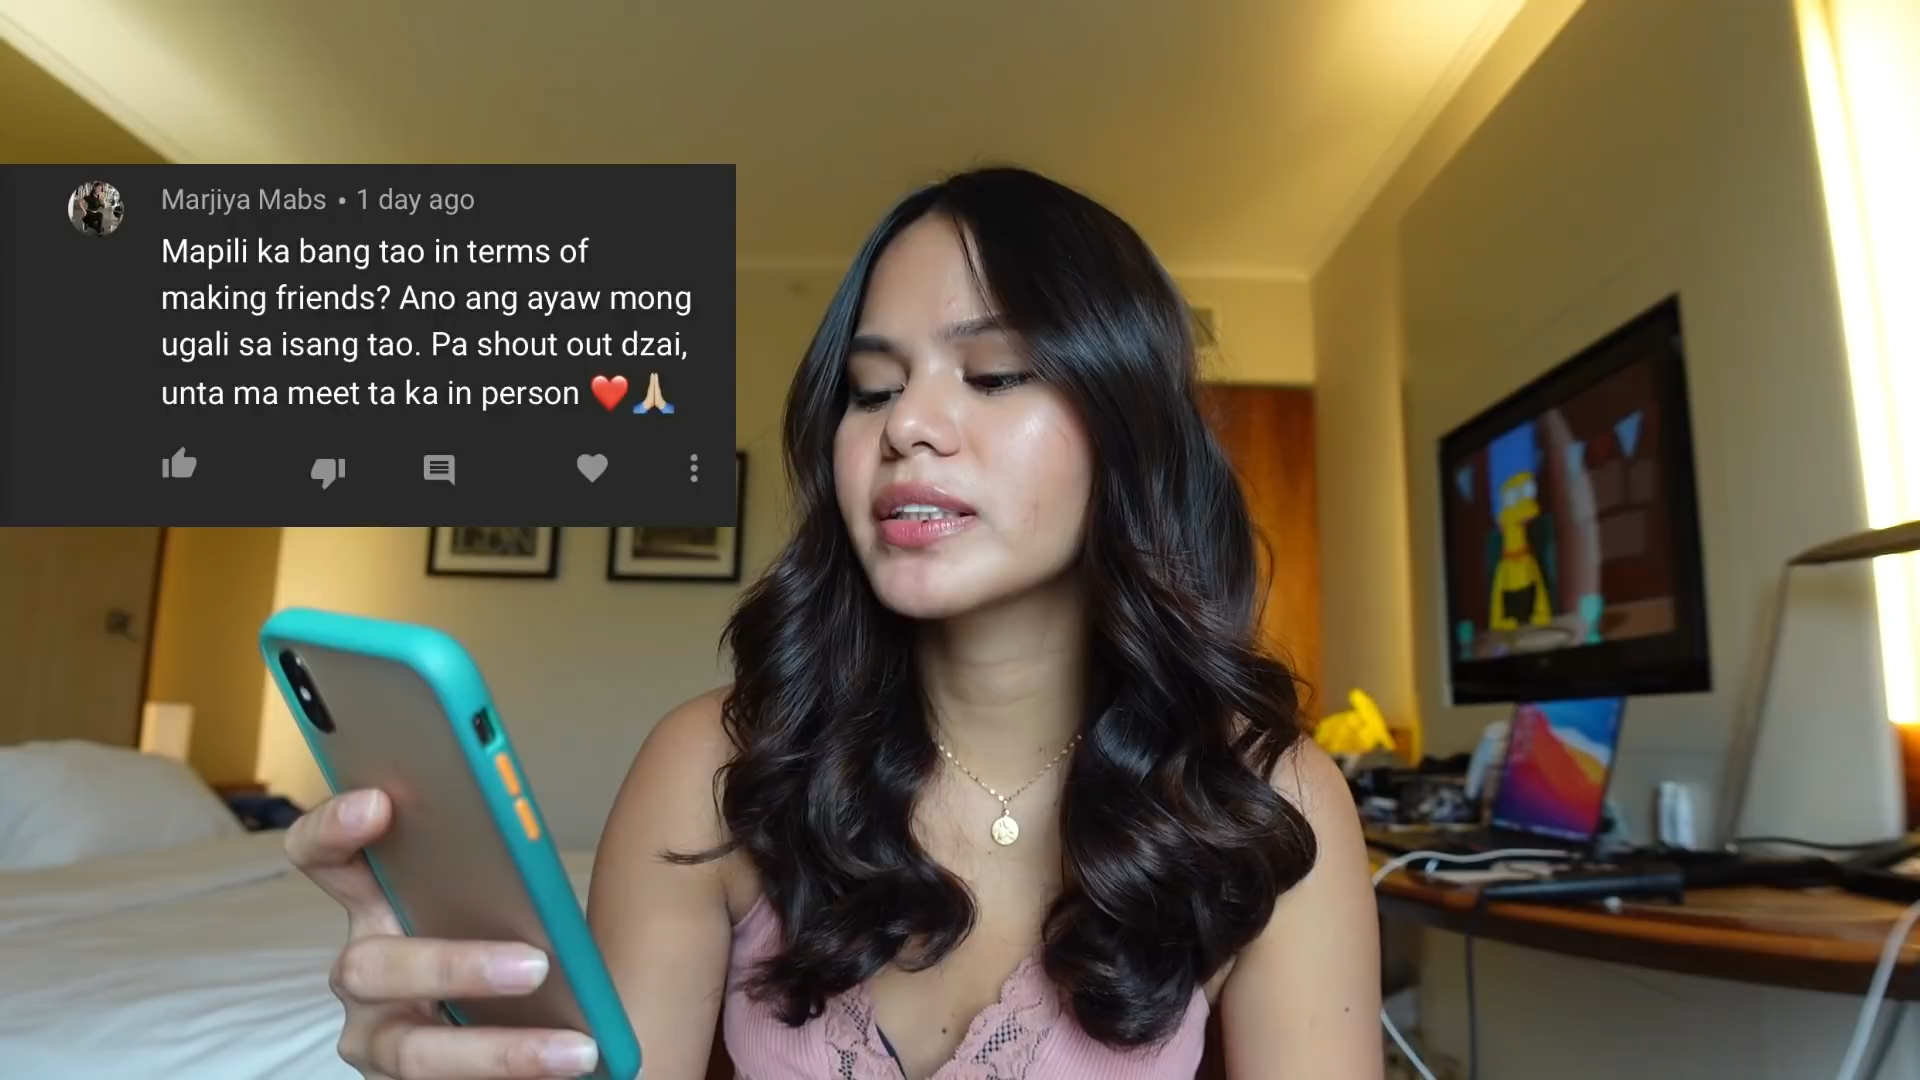 Marjiya Mabs • 1 day ago
Mapili ka bang tao in terms of
making friends? Ano ang ayaw mong
ugali sa isang tao. Pa shout out dzai,
unta ma meet ta ka in person ❤️🙏🏼